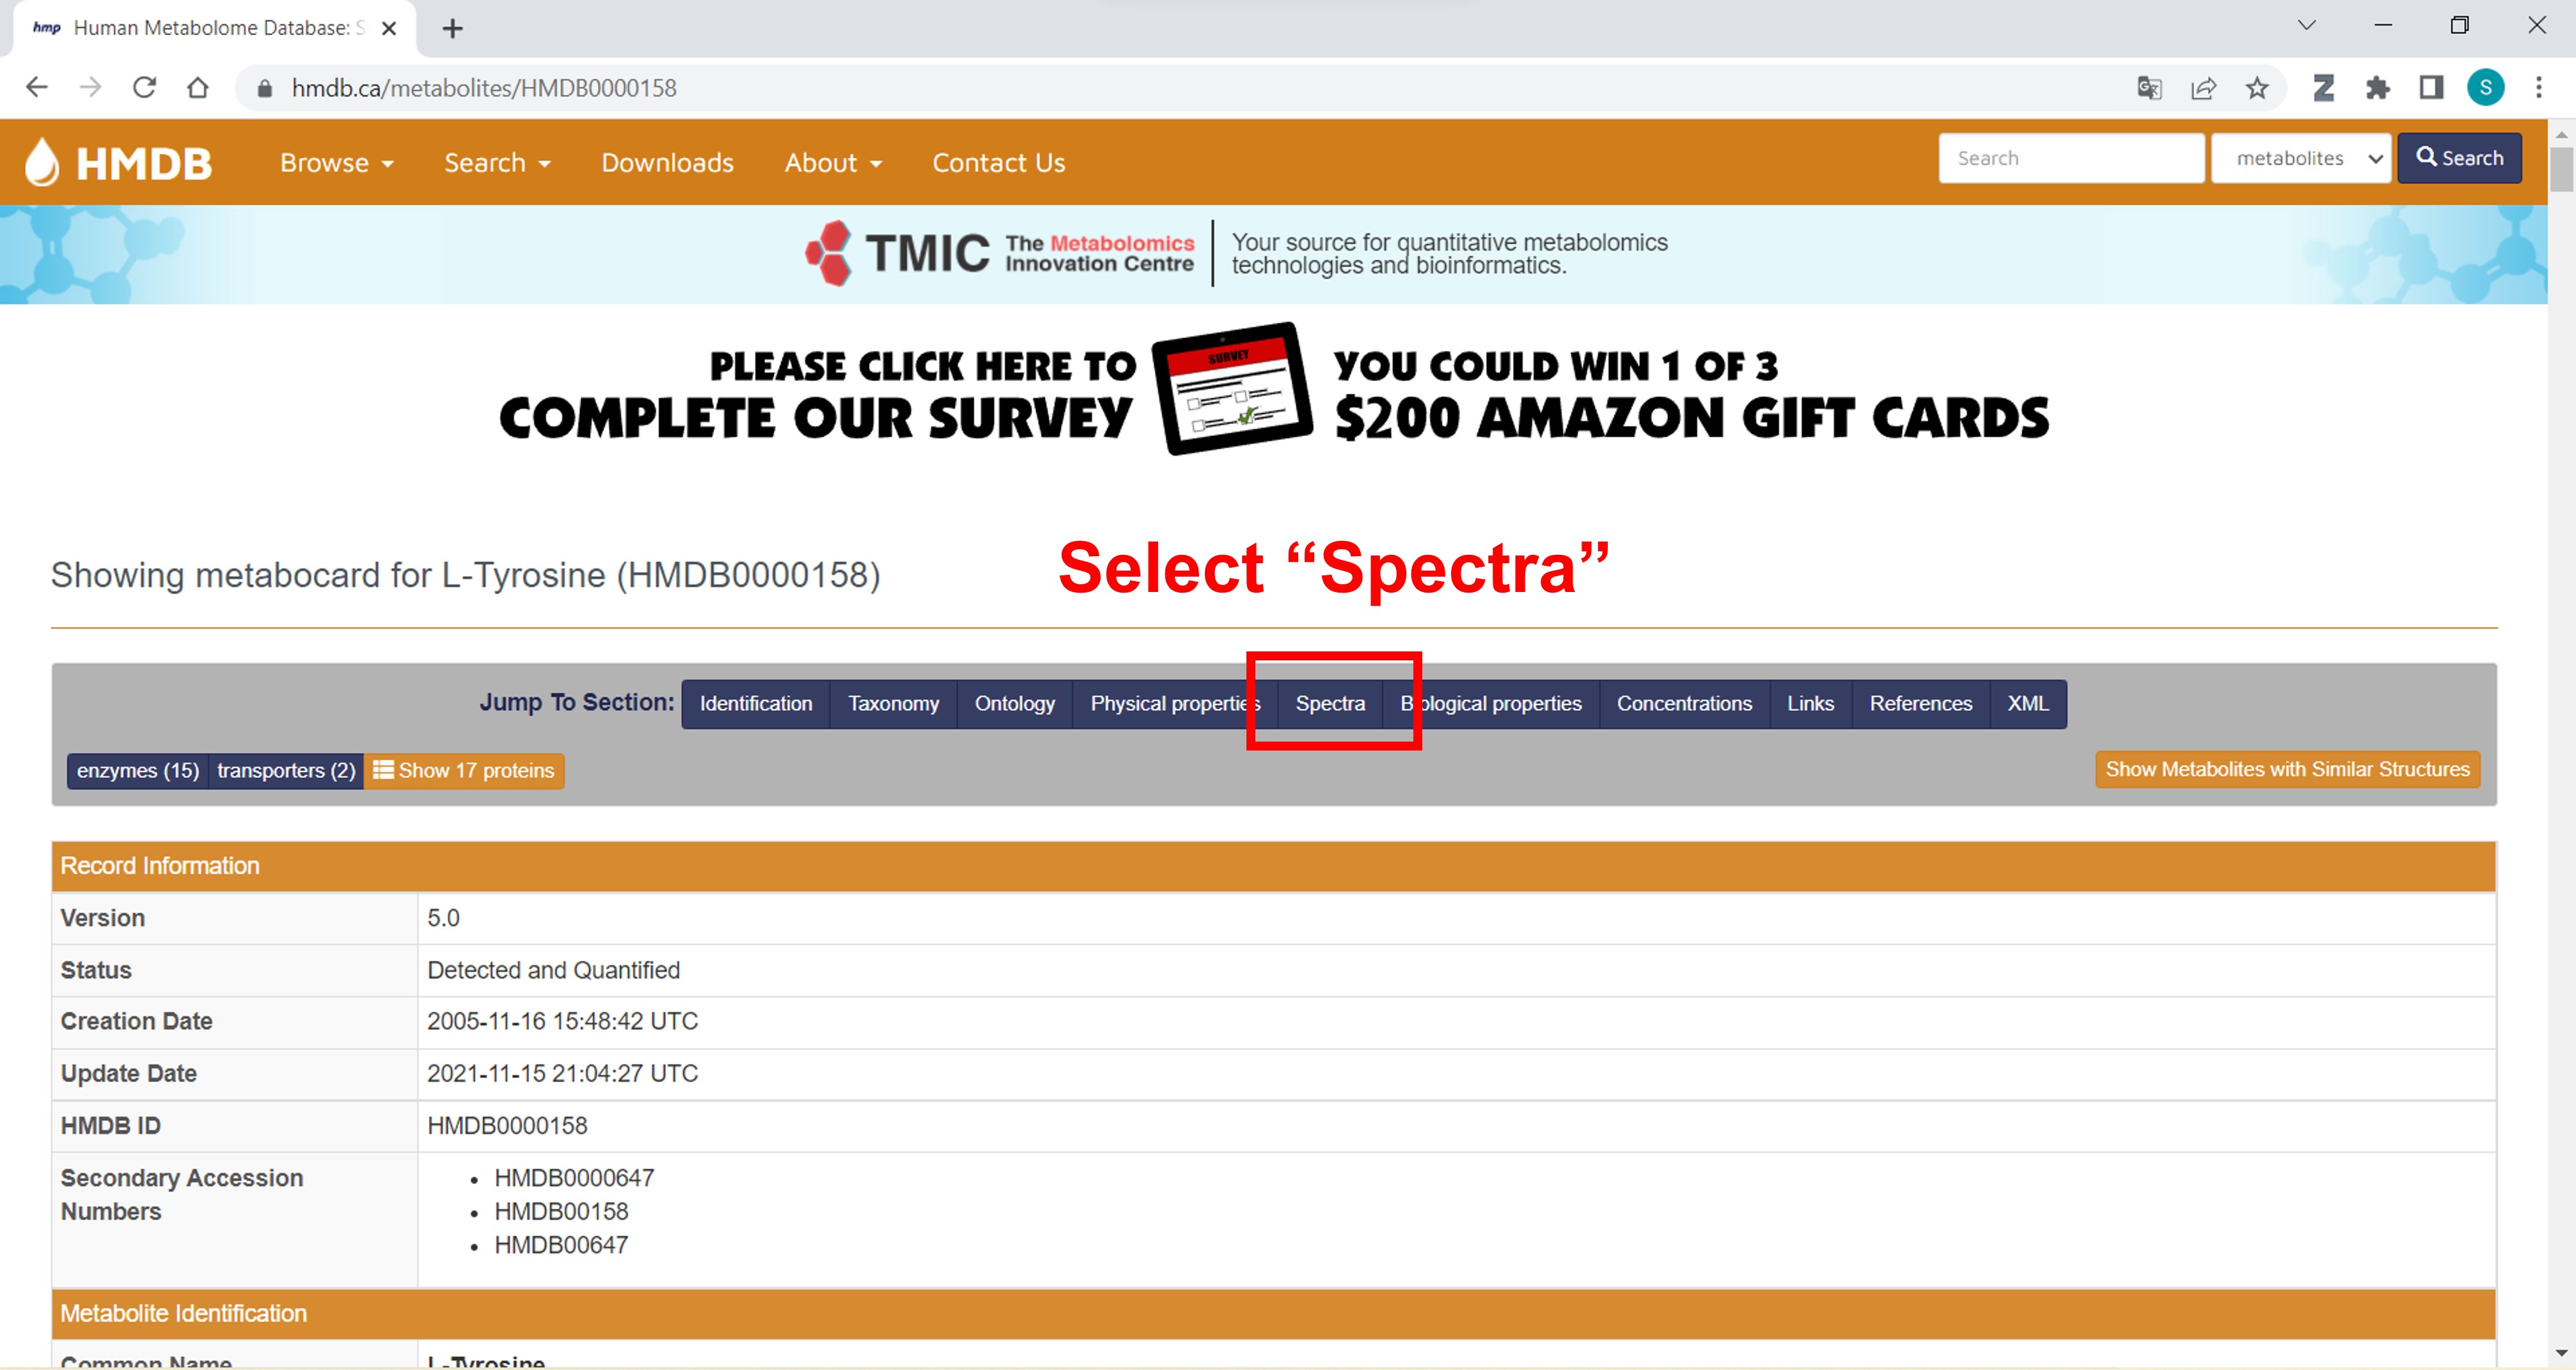 hmp Human Metabolome Database: S
hmdb.ca/metabolites/HMDB0000158
S
HMDB Browse Search Downloads About Contact Us Search metabolites Search
TMIC The Metabolomics Innovation Centre
Your source for quantitative metabolomics
technologies and bioinformatics.
PLEASE CLICK HERE TO
COMPLETE OUR SURVEY
SURVEY
YOU COULD WIN 1 OF 3
$200 AMAZON GIFT CARDS
Showing metabocard for L-Tyrosine (HMDB0000158)
Select “Spectra”
Jump To Section: Identification Taxonomy Ontology Physical properties Spectra Biological properties Concentrations Links References XML
enzymes (15) transporters (2) Show 17 proteins Show Metabolites with Similar Structures
Record Information
Version 5.0
Status Detected and Quantified
Creation Date 2005-11-16 15:48:42 UTC
Update Date 2021-11-15 21:04:27 UTC
HMDB ID HMDB0000158
Secondary Accession
Numbers
• HMDB0000647
• HMDB00158
• HMDB00647
Metabolite Identification
Common Name L-Tyrosine